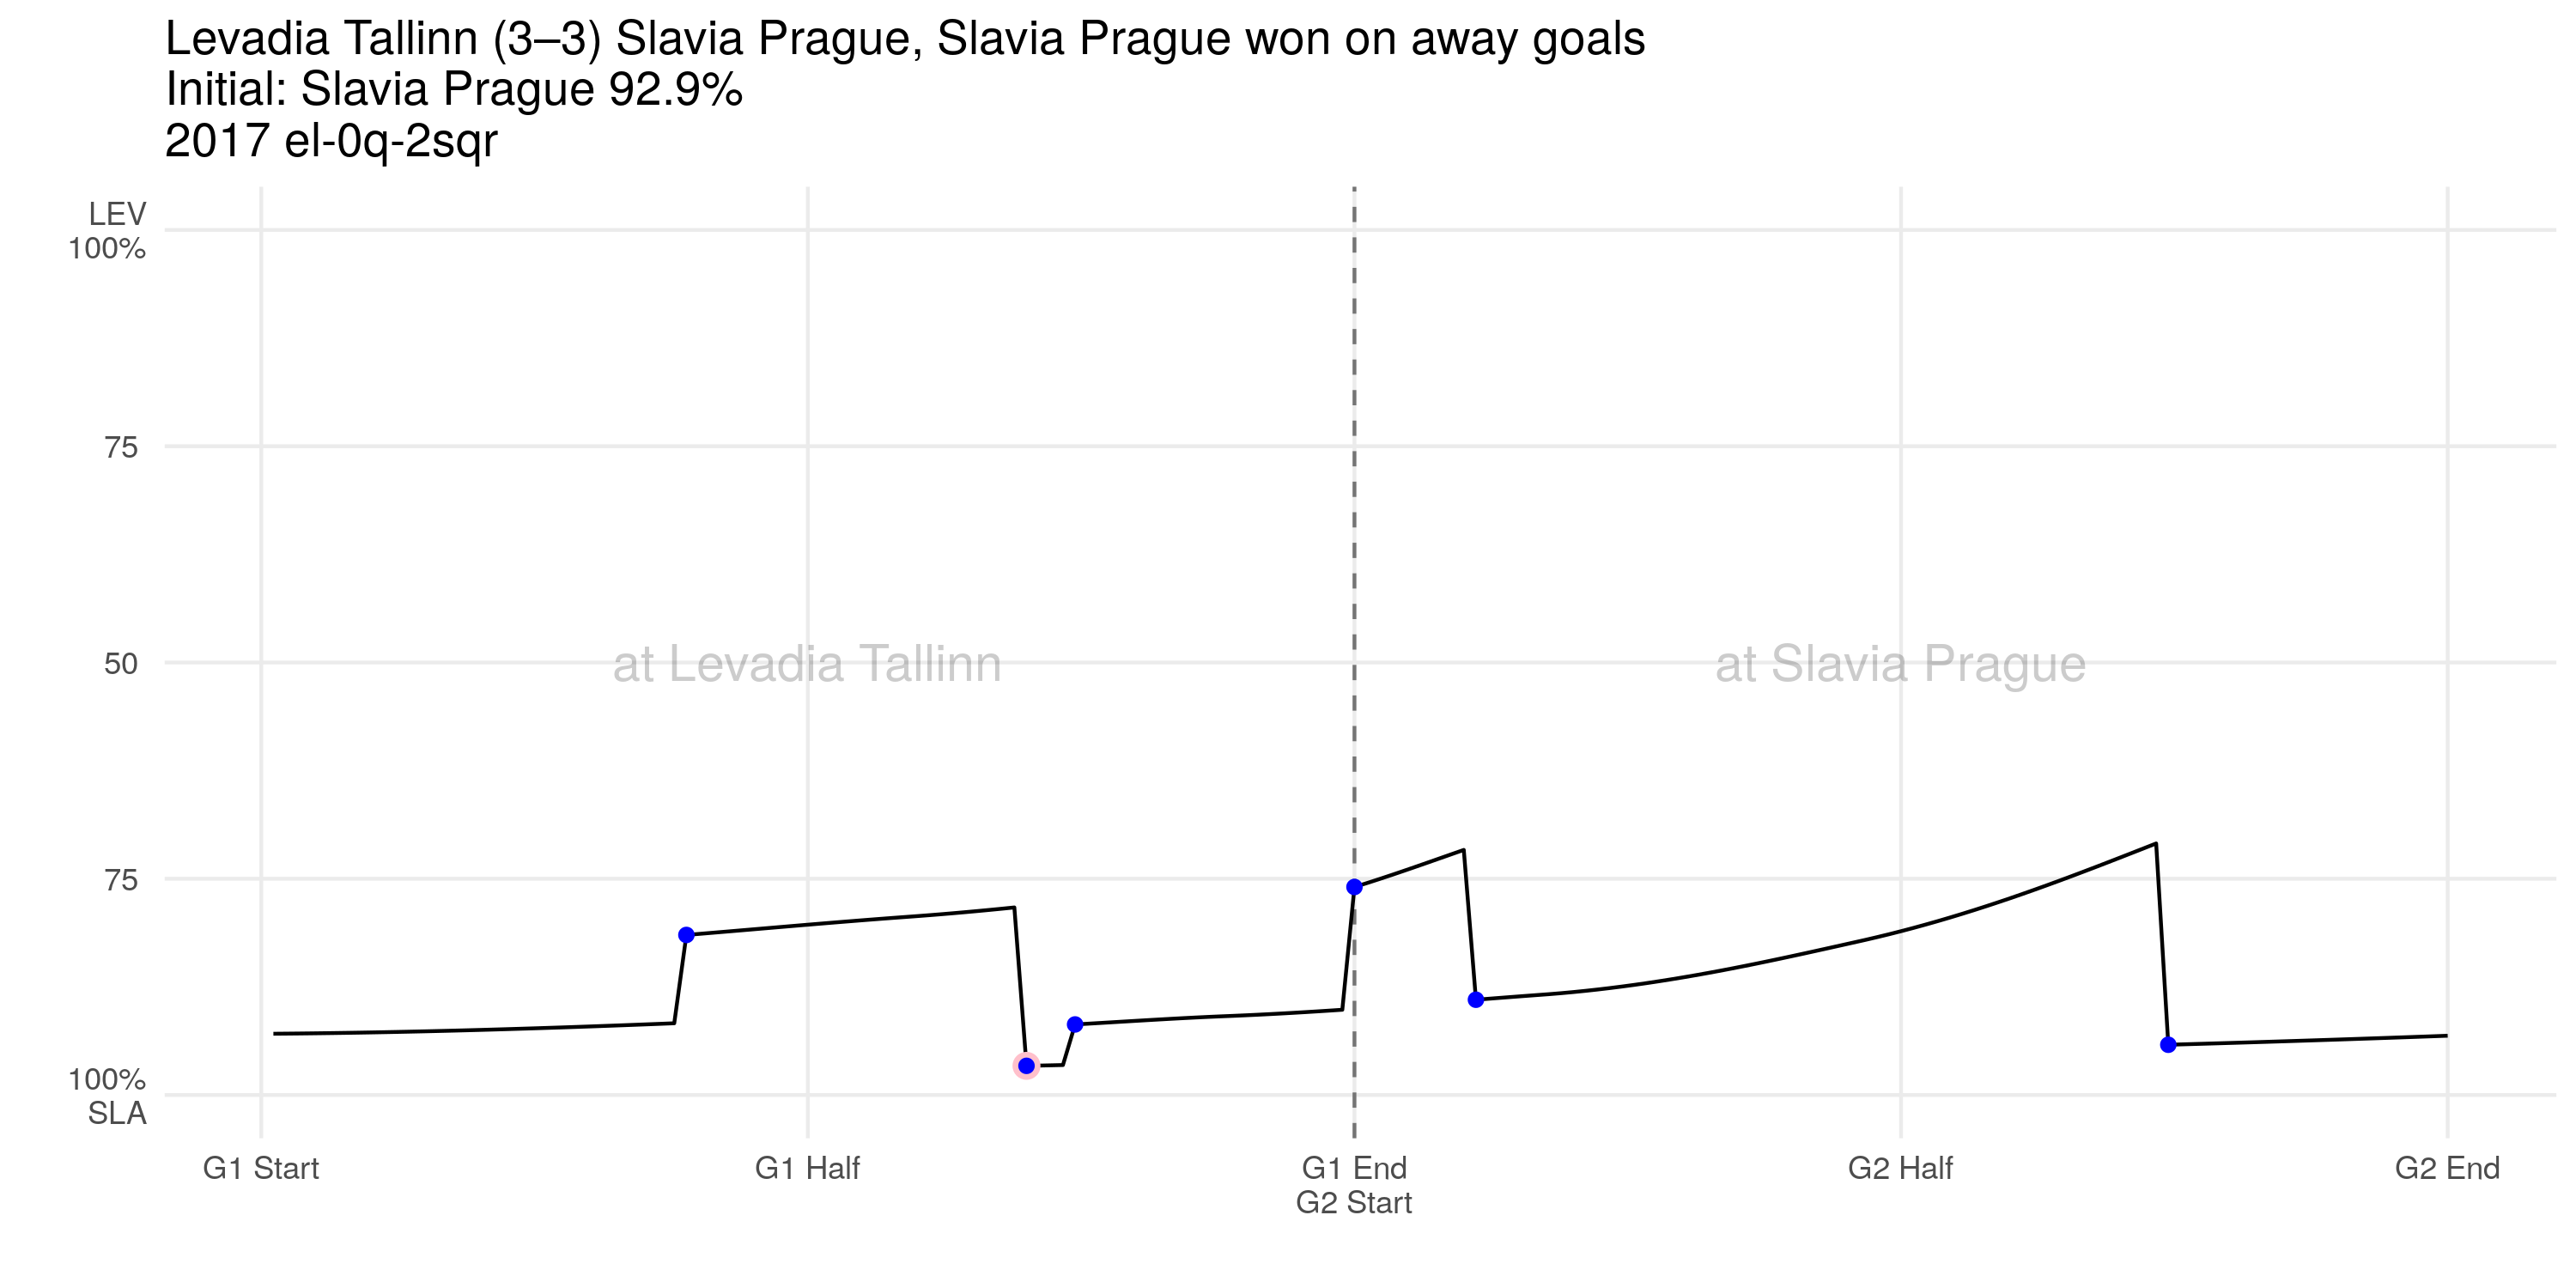 Levadia Tallinn (3–3) Slavia Prague, Slavia Prague won on away goals
Initial: Slavia Prague 92.9%
2017 el-0q-2sqr
LEV
100%
75
50
75
100%
SLA
at Levadia Tallinn
at Slavia Prague
G1 Start
G1 Half
G1 End
G2 Start
G2 Half
G2 End